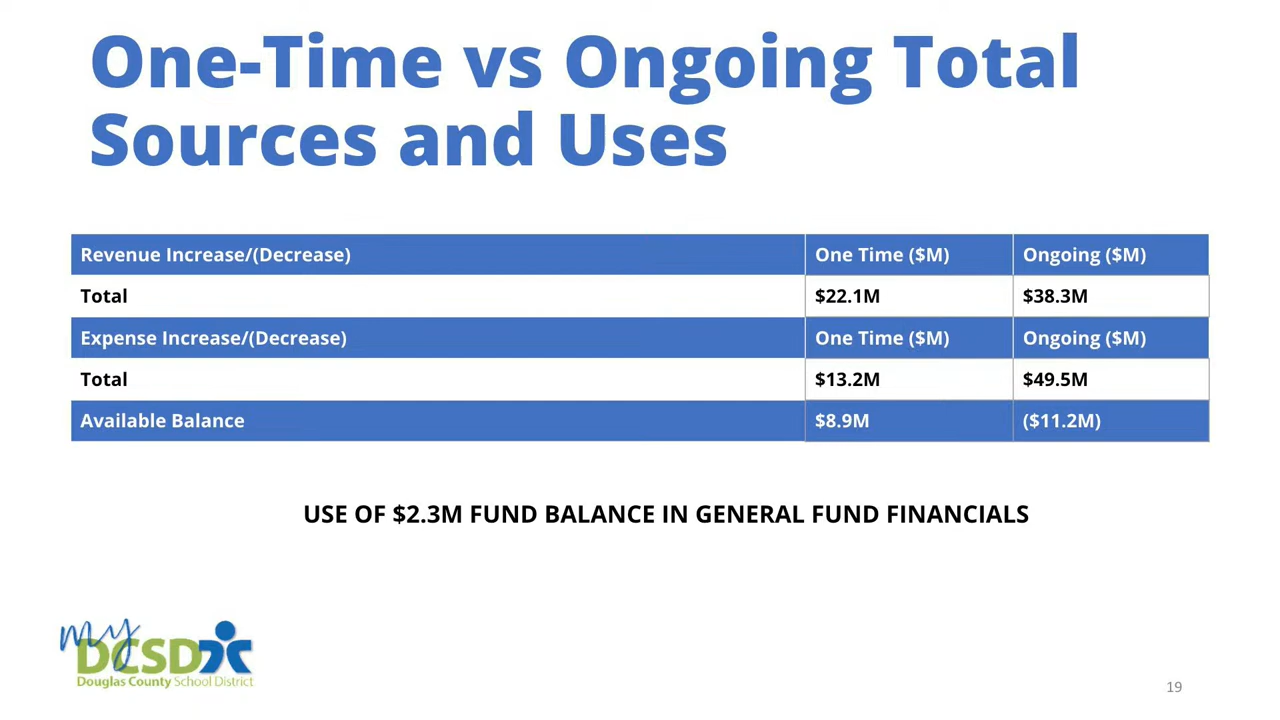 One-Time vs Ongoing Total
Sources and Uses
Revenue Increase/(Decrease) One Time ($M) Ongoing ($M)
Total $22.1M $38.3M
Expense Increase/(Decrease) One Time ($M) Ongoing ($M)
Total $13.2M $49.5M
Available Balance $8.9M ($11.2M)
USE OF $2.3M FUND BALANCE IN GENERAL FUND FINANCIALS
my
DCSD
Douglas County School District
19